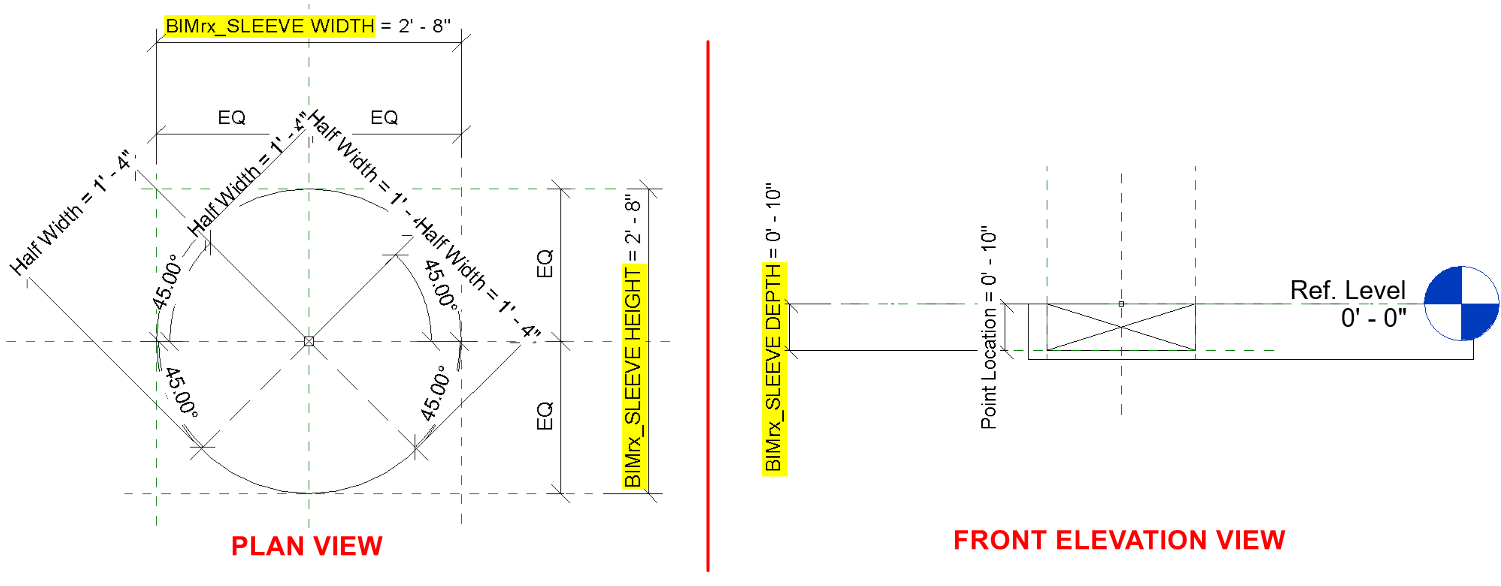 BIMrx_SLEEVE WIDTH = 2' - 8"
EQ
EQ
Half Width = 1' - 4"
Half Width = 1' - 4"
Half Width = 1' - 4
Half Width = 1' - 4"
45.00°
45.00°
45.00°
45.00°
EQ
EQ
BIMrx_SLEEVE HEIGHT = 2' - 8"
PLAN VIEW
BIMrx_SLEEVE DEPTH = 0' - 10"
Point Location = 0' - 10"
Ref. Level
0' - 0"
FRONT ELEVATION VIEW